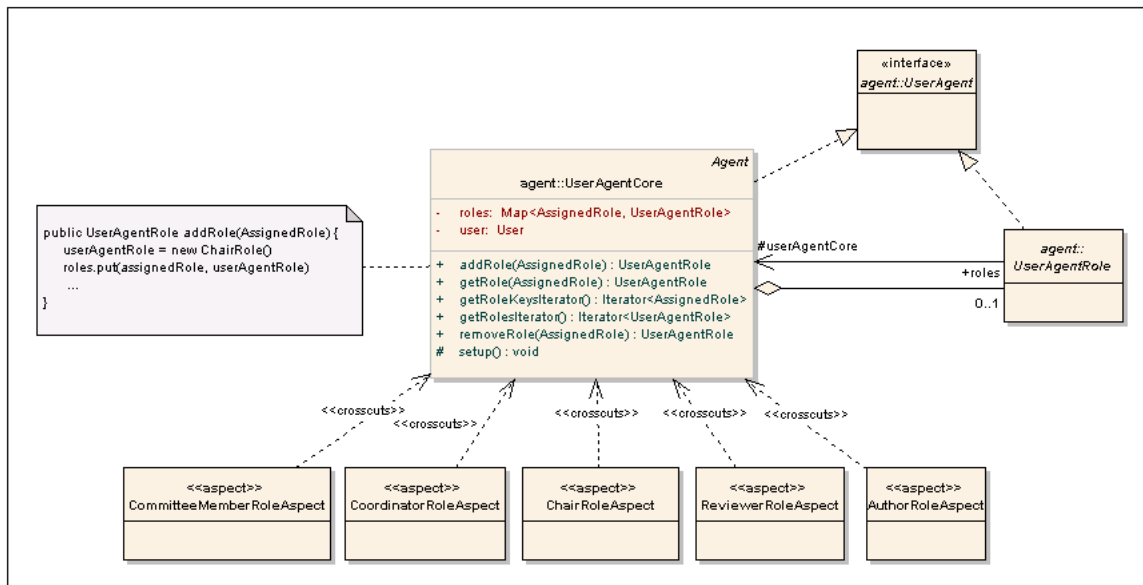 «interface»
agent::UserAgent
Agent
agent::UserAgentCore
- roles: Map<AssignedRole, UserAgentRole>
- user: User
+ addRole(AssignedRole) : UserAgentRole
+ getRole(AssignedRole) : UserAgentRole
+ getRoleKeysIterator() : Iterator<AssignedRole>
+ getRolesIterator() : Iterator<UserAgentRole>
+ removeRole(AssignedRole) : UserAgentRole
# setup() : void
public UserAgentRole addRole(AssignedRole) {
userAgentRole = new ChairRole()
roles.put(assignedRole, userAgentRole)
...
}
#userAgentCore
+roles
0..1
agent::
UserAgentRole
<<crosscuts>>
<<crosscuts>>
<<crosscuts>>
<<crosscuts>>
<<crosscuts>>
<<aspect>>
CommitteeMemberRoleAspect
<<aspect>>
CoordinatorRoleAspect
<<aspect>>
ChairRoleAspect
<<aspect>>
ReviewerRoleAspect
<<aspect>>
AuthorRoleAspect